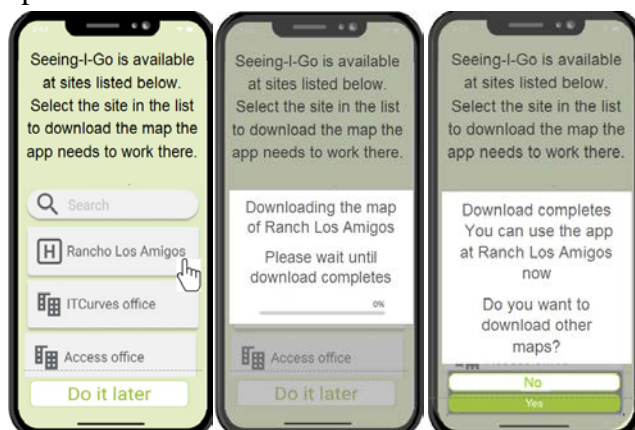 Seeing-I-Go is available
at sites listed below.
Select the site in the list
to download the map the
app needs to work there.
Search
H
Rancho Los Amigos
ITCurves office
Access office
Do it later
Seeing-I-Go is available
at sites listed below.
Select the site in the list
to download the map the
app needs to work there.
Downloading the map
of Ranch Los Amigos
Please wait until
download completes
0%
Access office
Do it later
Seeing-I-Go is available
at sites listed below.
Select the site in the list
to download the map the
app needs to work there.
Download completes
You can use the app
at Ranch Los Amigos
now
Do you want to
download other
maps?
No
Yes